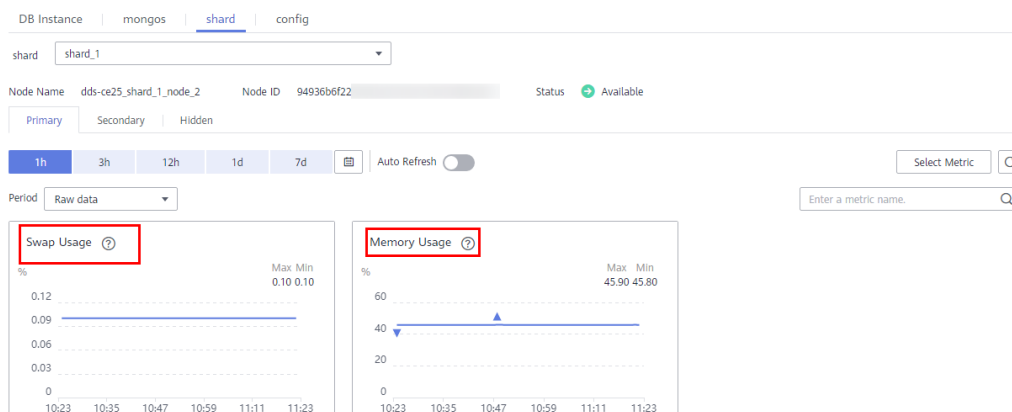 DB Instance mongos shard config
shard shard_1
Node Name dds-ce25_shard_1_node_2 Node ID 94936b6f22 Status Available
Primary Secondary Hidden
1h 3h 12h 1d 7d Auto Refresh Select Metric
Period Raw data Enter a metric name.
Swap Usage ? Memory Usage ?
% Max Min % Max Min
0.10 0.10 45.90 45.80
0.12 60
0.09 40
0.06 20
0.03
0 0
10:23 10:35 10:47 10:59 11:11 11:23 10:23 10:35 10:47 10:59 11:11 11:23